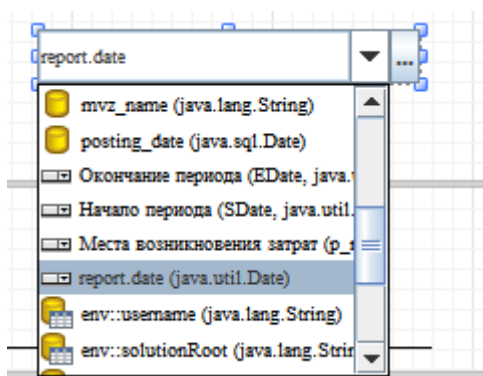 report.date
...
mvz_name (java.lang.String)
posting_date (java.sql.Date)
Окончание периода (EDate, java.
Начало периода (SDate, java.util.
Места возникновения затрат (p_
report.date (java.util.Date)
env::username (java.lang.String)
env::solutionRoot (java.lang.Strin